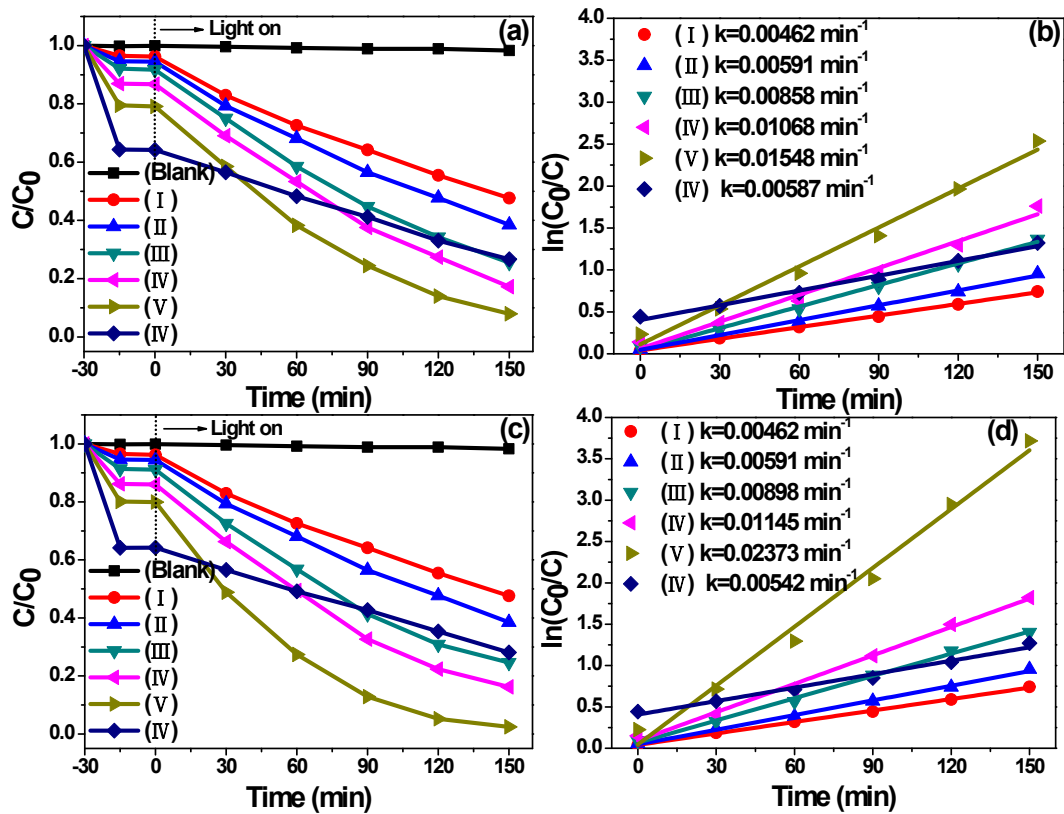 (a)
Light on
C/C0
1.0
0.8
0.6
0.4
0.2
0.0
(Blank)
(Ⅰ)
(Ⅱ)
(Ⅲ)
(Ⅳ)
(Ⅴ)
(Ⅳ)
-30 0 30 60 90 120 150
Time (min)
(b)
ln(C0/C)
4.0
3.5
3.0
2.5
2.0
1.5
1.0
0.5
0.0
(Ⅰ) k=0.00462 min-1
(Ⅱ) k=0.00591 min-1
(Ⅲ) k=0.00858 min-1
(Ⅳ) k=0.01068 min-1
(Ⅴ) k=0.01548 min-1
(Ⅳ) k=0.00587 min-1
0 30 60 90 120 150
Time (min)
(c)
Light on
C/C0
1.0
0.8
0.6
0.4
0.2
0.0
(Blank)
(Ⅰ)
(Ⅱ)
(Ⅲ)
(Ⅳ)
(Ⅴ)
(Ⅳ)
-30 0 30 60 90 120 150
Time (min)
(d)
ln(C0/C)
4.0
3.5
3.0
2.5
2.0
1.5
1.0
0.5
0.0
(Ⅰ) k=0.00462 min-1
(Ⅱ) k=0.00591 min-1
(Ⅲ) k=0.00898 min-1
(Ⅳ) k=0.01145 min-1
(Ⅴ) k=0.02373 min-1
(Ⅳ) k=0.00542 min-1
0 30 60 90 120 150
Time (min)